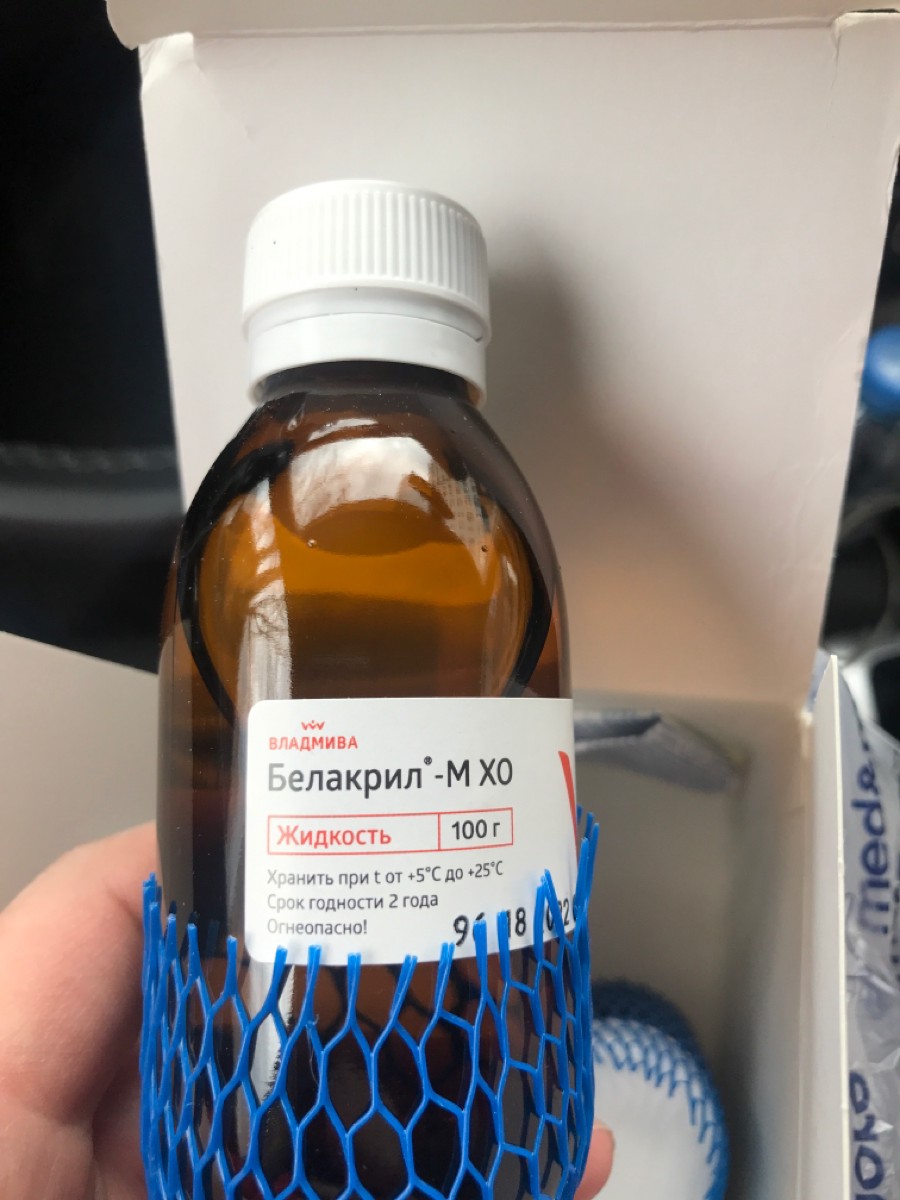 ВЛАДМИВА
Белакрил®-М ХО
Жидкость 100 г
Хранить при t от +5°С до +25°С
Срок годности 2 года
Огнеопасно!